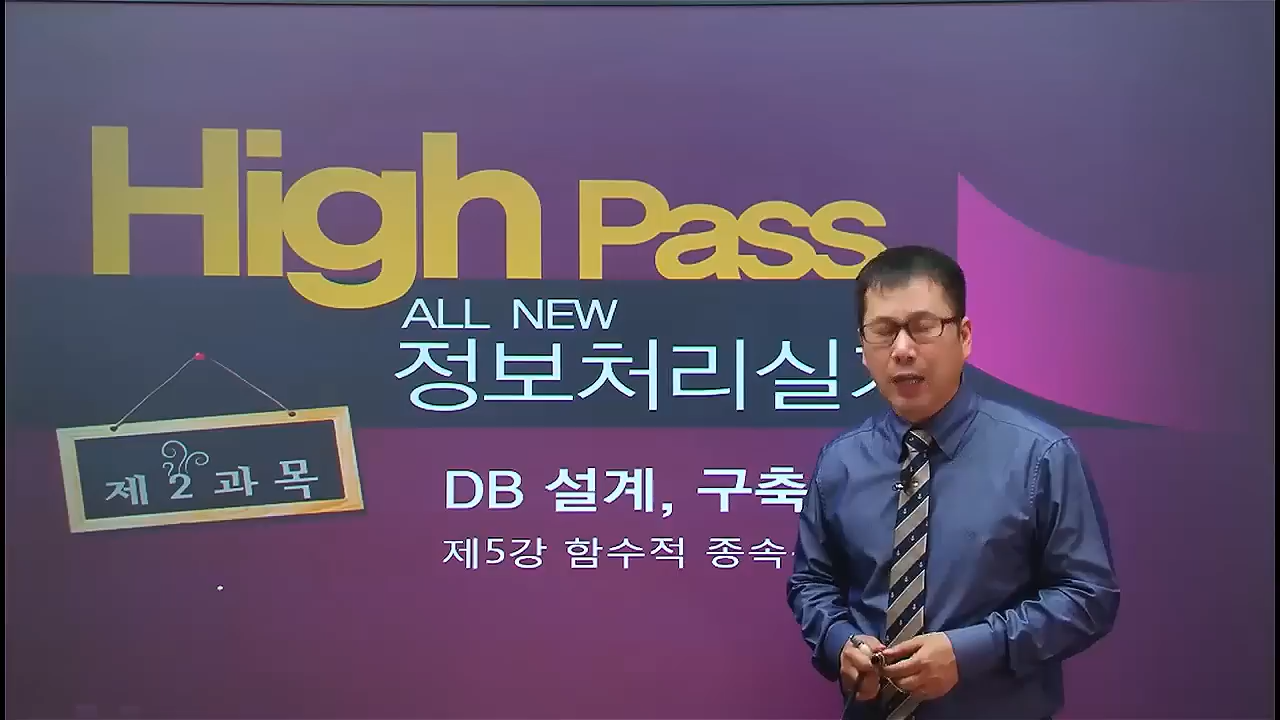 High Pass
ALL NEW
정보처리실
제 2 과 목
DB 설계, 구축
제5강 함수적 종속